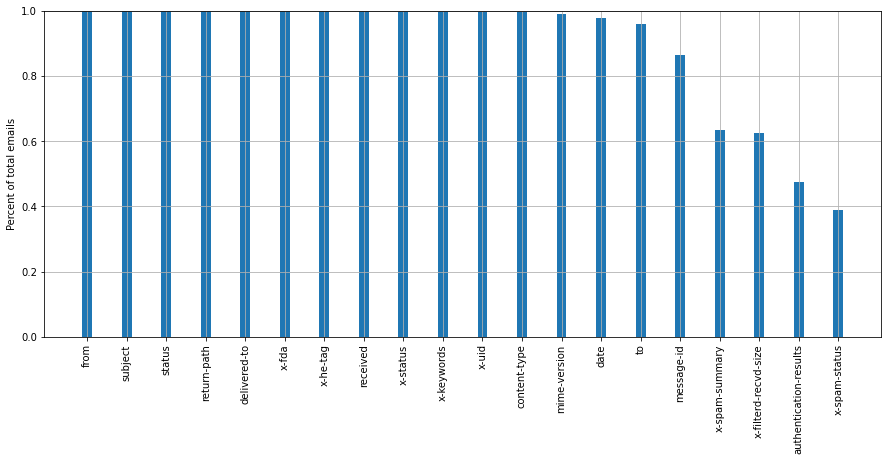 Percent of total emails
1.0
0.8
0.6
0.4
0.2
0.0
from
subject
status
return-path
delivered-to
x-fda
x-he-tag
received
x-status
x-keywords
x-uid
content-type
mime-version
date
to
message-id
x-spam-summary
x-filterd-recvd-size
authentication-results
x-spam-status